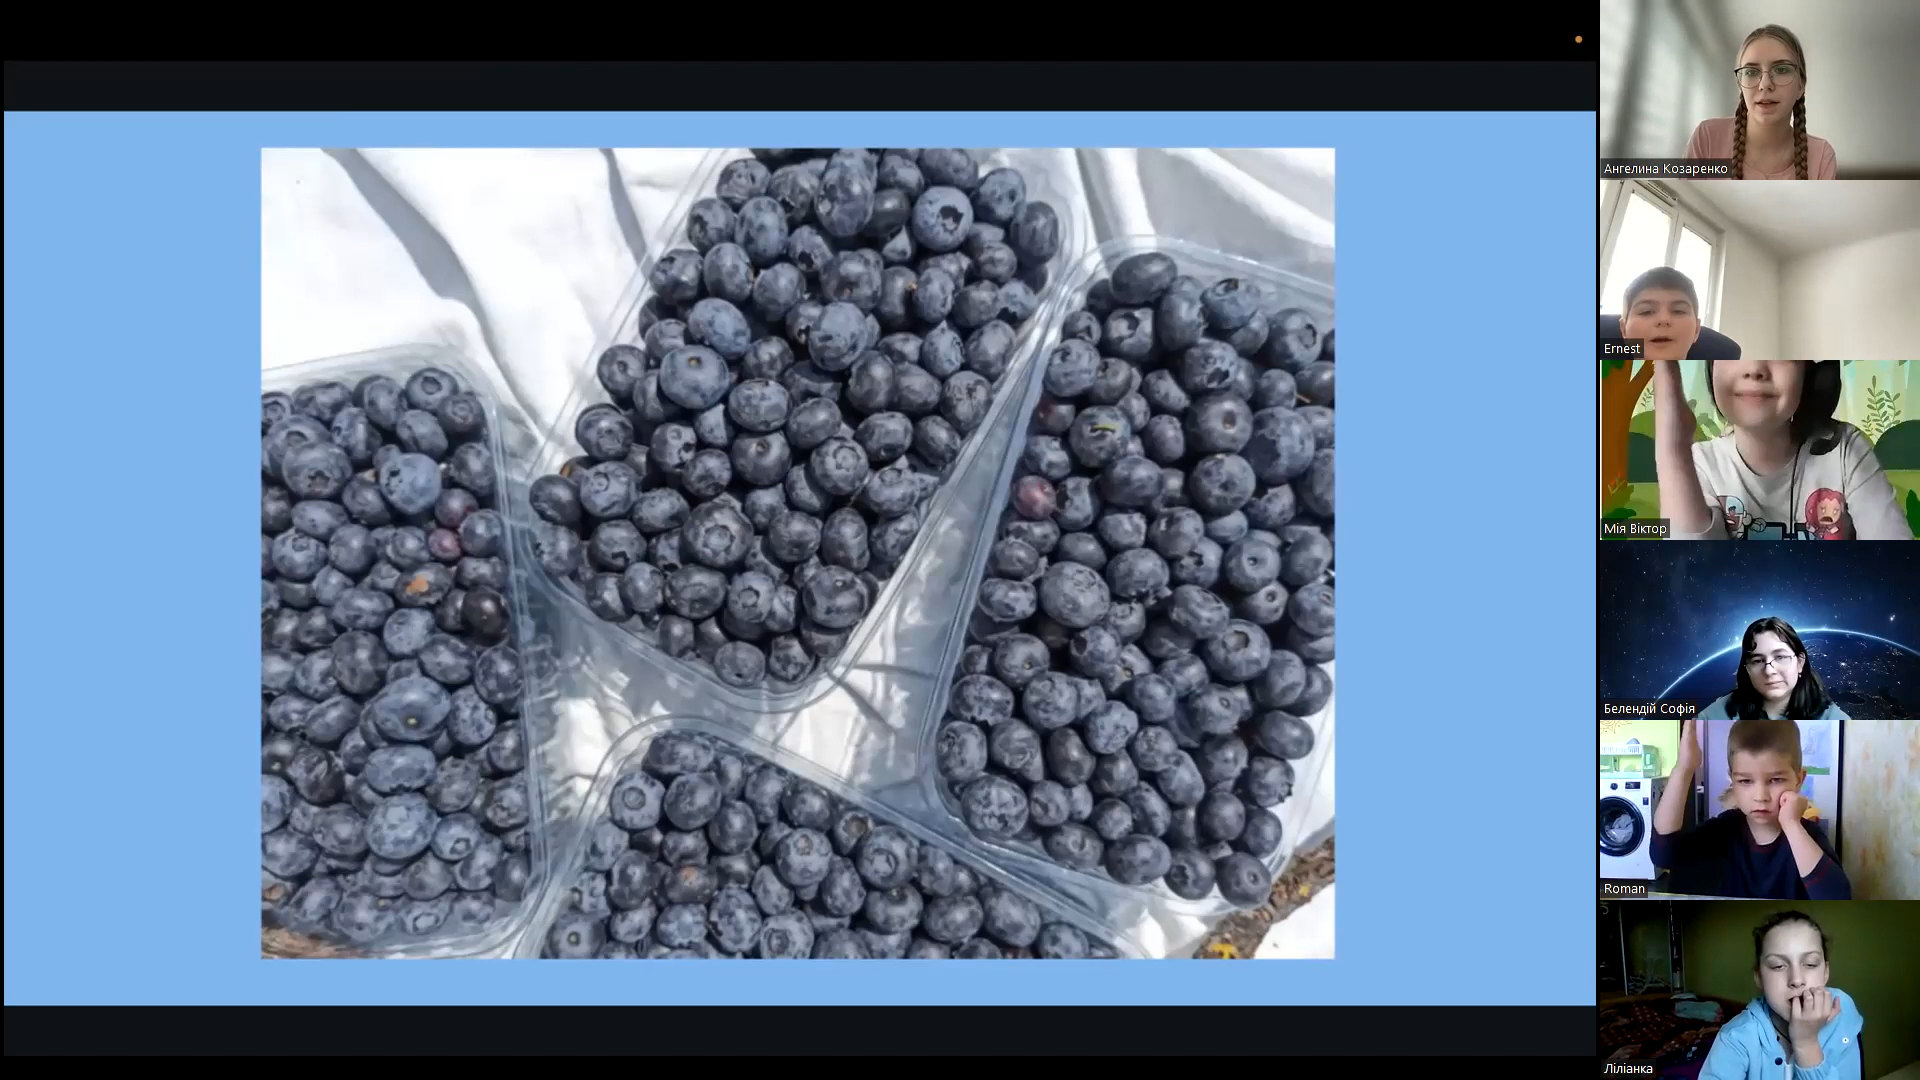 Ангелина Козаренко
Ernest
Мія Віктор
Белендій Софія
Roman
Ліліанка